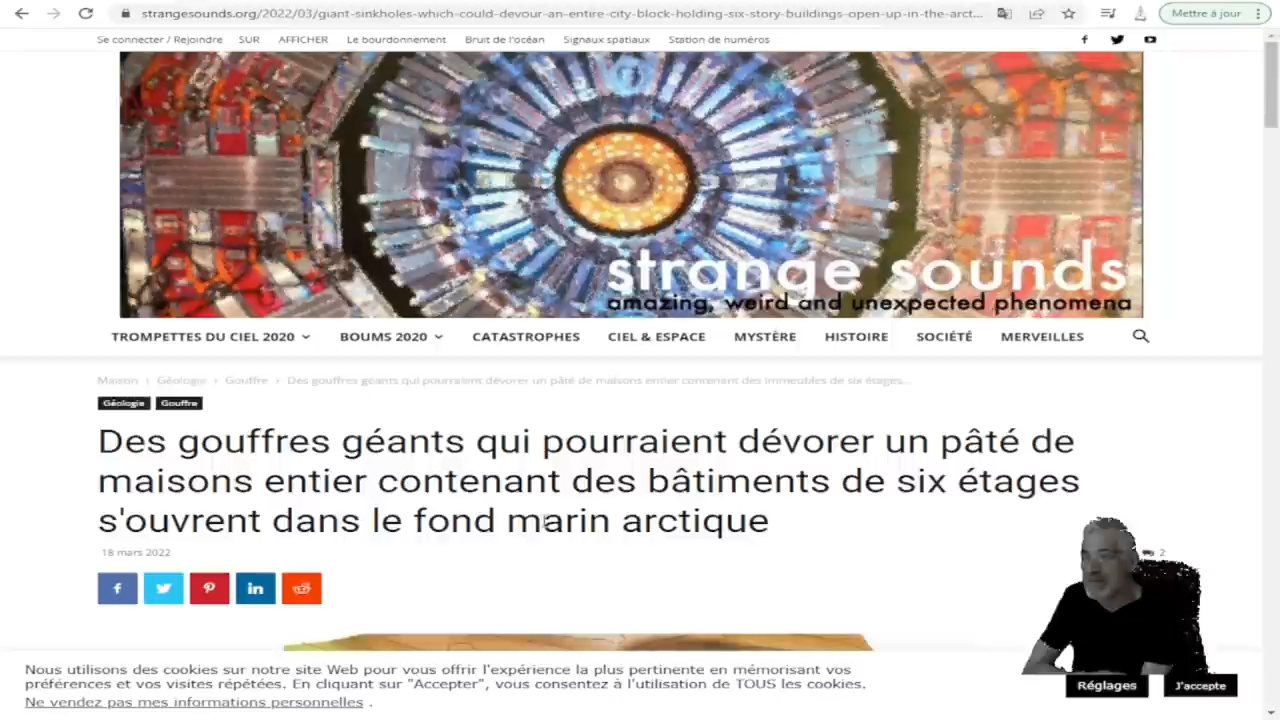 strangesounds.org/2022/03/giant-sinkholes-which-could-devour-an-entire-city-block-holding-six-story-buildings-open-up-in-the-arct...
Mettre à jour
Se connecter / Rejoindre SUR AFFICHER Le bourdonnement Bruit de l'océan Signaux spatiaux Station de numéros
strange sounds
amazing, weird and unexpected phenomena
TROMPETTES DU CIEL 2020 BOUMS 2020 CATASTROPHES CIEL & ESPACE MYSTÈRE HISTOIRE SOCIÉTÉ MERVEILLES
Maison › Géologie › Gouffre › Des gouffres géants qui pourraient dévorer un pâté de maisons entier contenant des immeubles de six étages...
Géologie Gouffre
Des gouffres géants qui pourraient dévorer un pâté de
maisons entier contenant des bâtiments de six étages
s'ouvrent dans le fond marin arctique
18 mars 2022
2
Nous utilisons des cookies sur notre site Web pour vous offrir l'expérience la plus pertinente en mémorisant vos
préférences et vos visites répétées. En cliquant sur "Accepter", vous consentez à l'utilisation de TOUS les cookies.
Ne vendez pas mes informations personnelles .
Réglages J'accepte